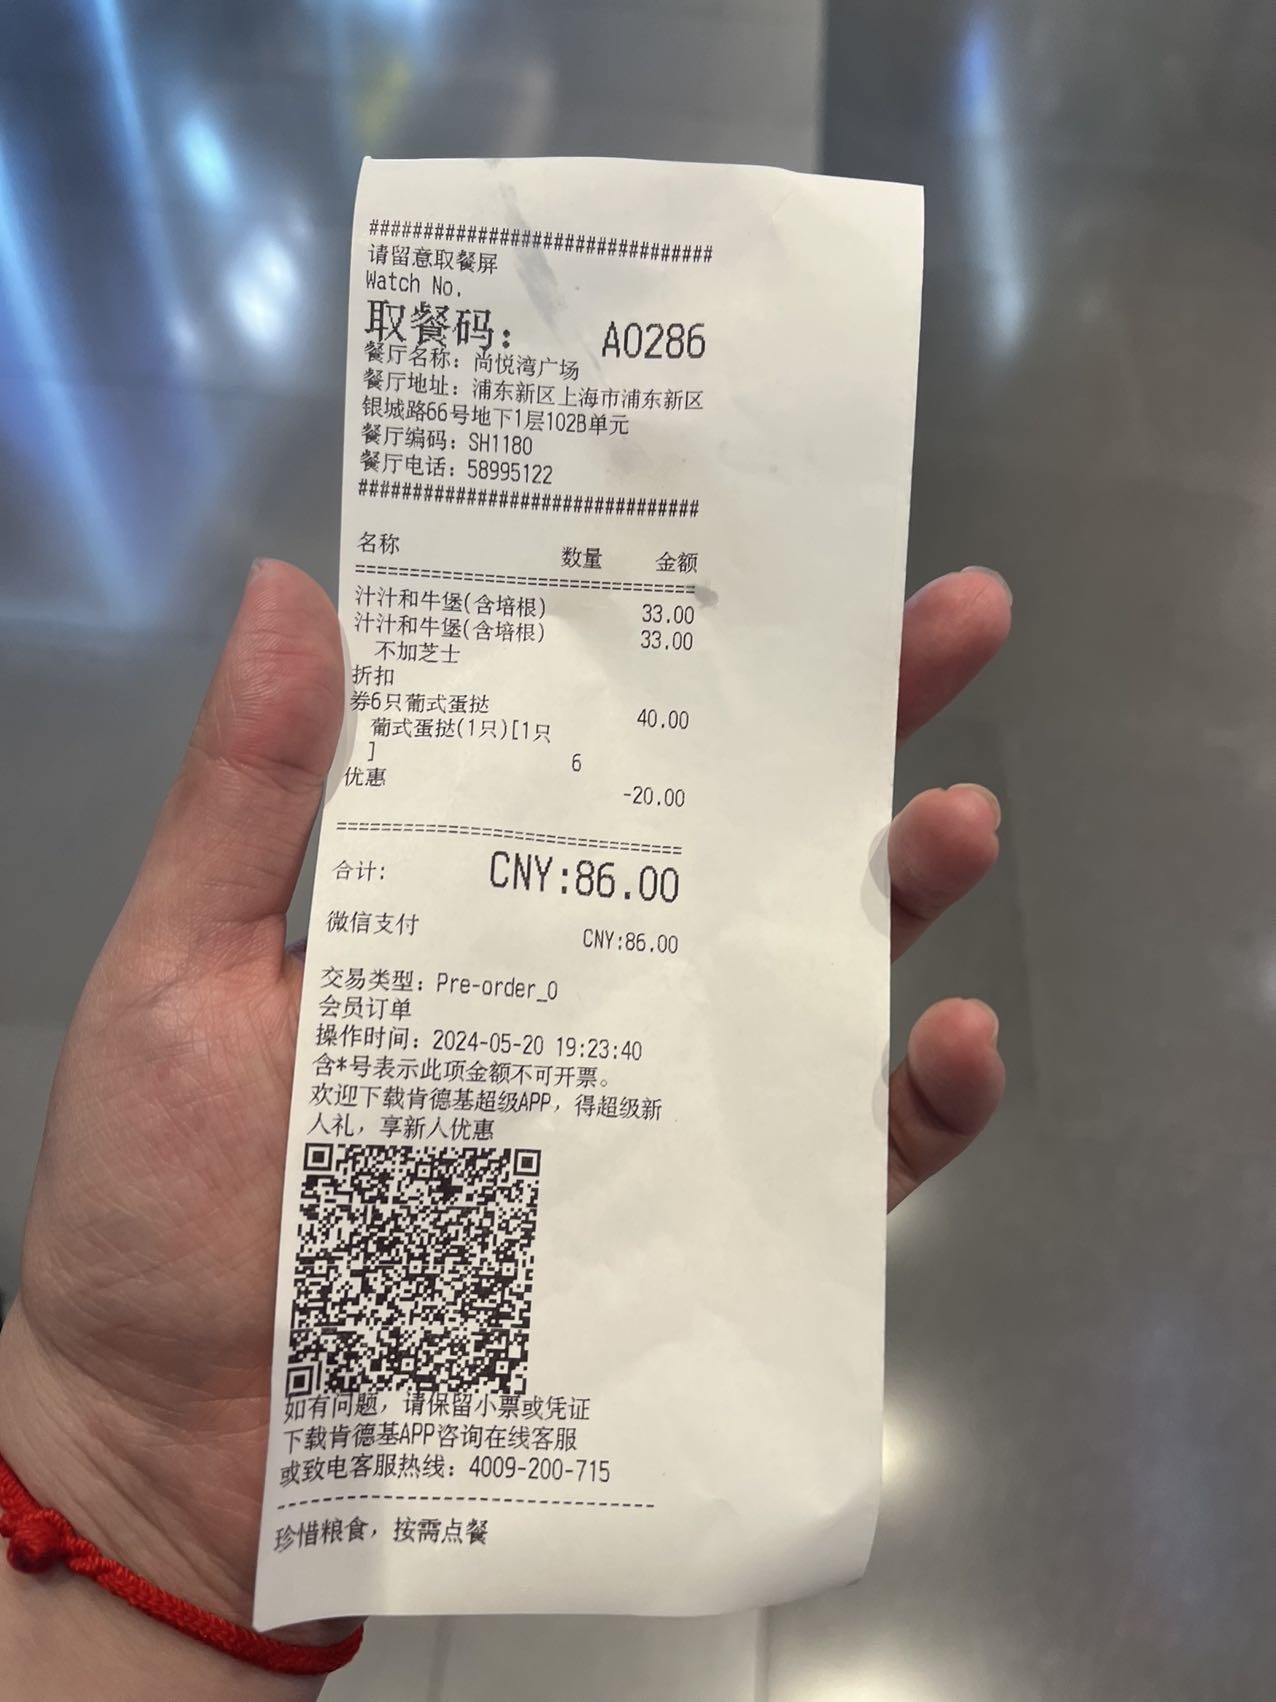 ################################
请留意取餐屏
Watch No.
取餐码: A0286
餐厅名称: 尚悦湾广场
餐厅地址: 浦东新区上海市浦东新区
银城路66号地下1层102B单元
餐厅编码: SH1180
餐厅电话: 58995122
################################
名称 数量 金额
================================
汁汁和牛堡(含培根) 33.00
汁汁和牛堡(含培根) 33.00
不加芝士
折扣
券6只葡式蛋挞 40.00
葡式蛋挞(1只)[1只
] 6
优惠 -20.00
================================
合计: CNY:86.00
微信支付 CNY:86.00
交易类型: Pre-order_0
会员订单
操作时间: 2024-05-20 19:23:40
含*号表示此项金额不可开票。
欢迎下载肯德基超级APP, 得超级新
人礼, 享新人优惠
如有问题, 请保留小票或凭证
下载肯德基APP咨询在线客服
或致电客服热线: 4009-200-715
--------------------------------
珍惜粮食, 按需点餐